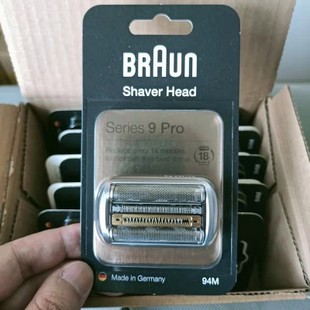 BRAUN
Shaver Head
Series 9 Pro
18
Made in Germany
94M